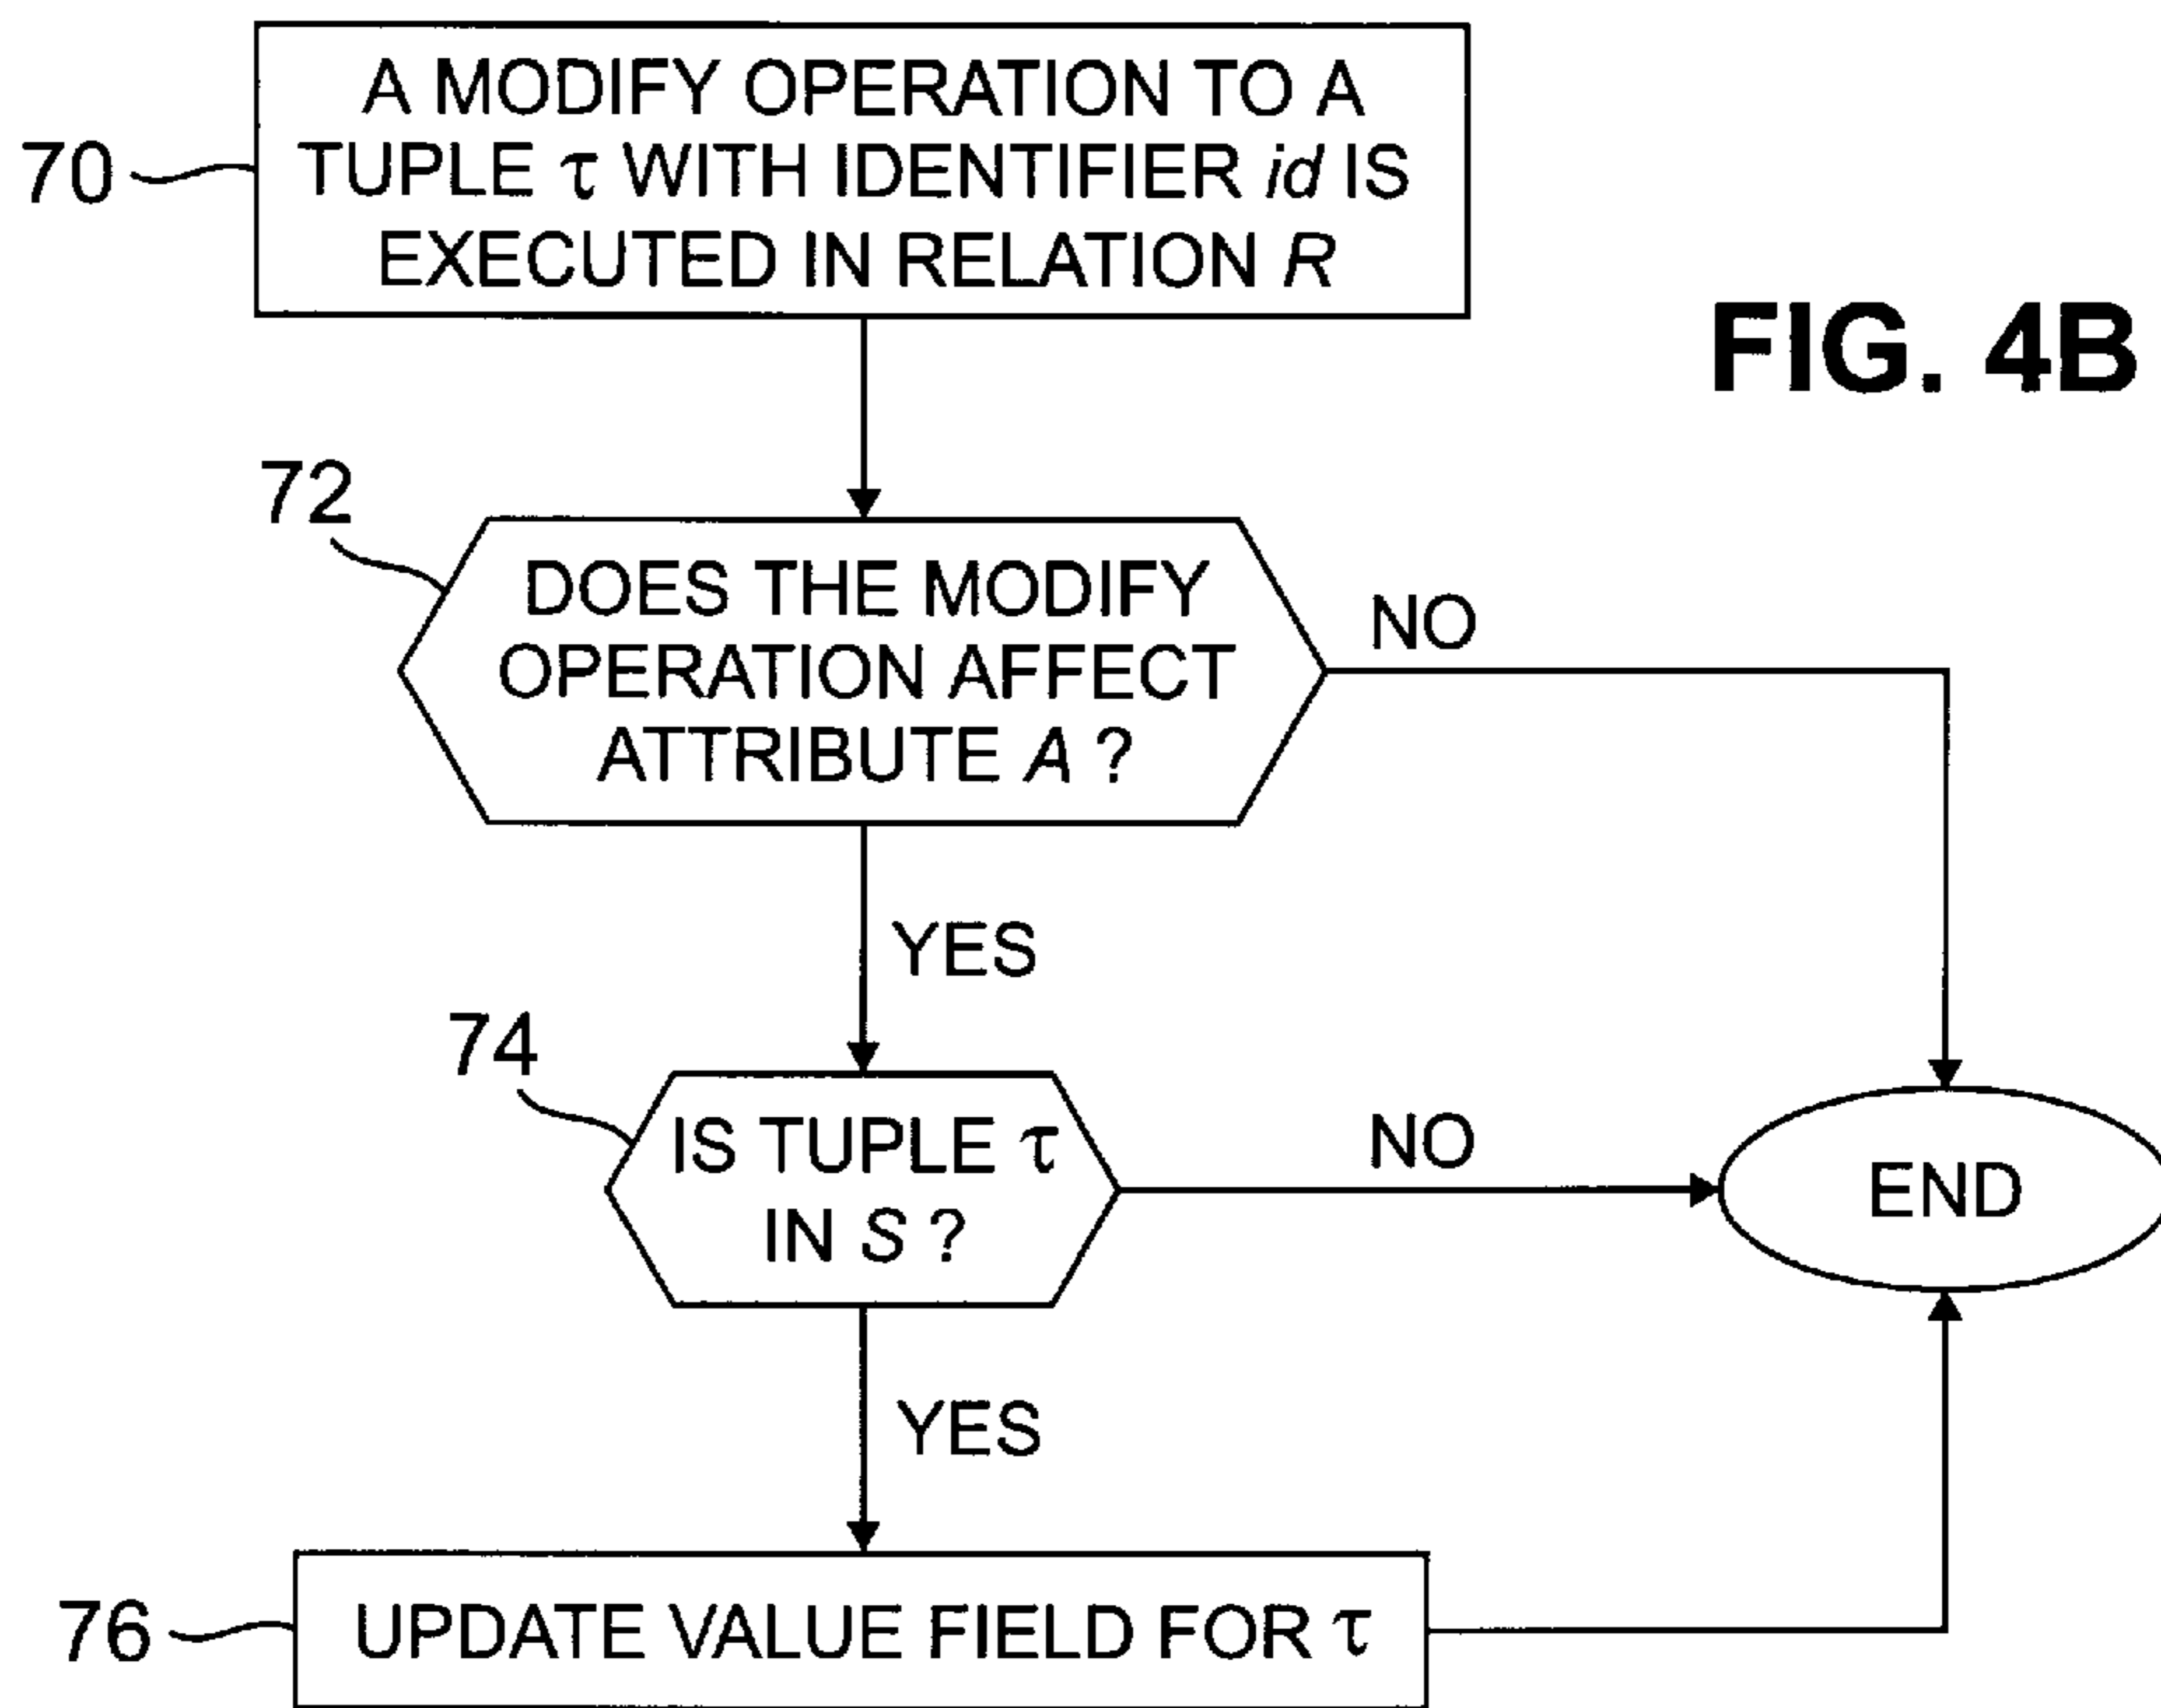 A MODIFY OPERATION TO A
70 TUPLE τ WITH IDENTIFIER id IS
EXECUTED IN RELATION R
FIG. 4B
72
DOES THE MODIFY
OPERATION AFFECT
ATTRIBUTE A ?
NO
YES
74
IS TUPLE τ
IN S ?
NO
END
YES
76 UPDATE VALUE FIELD FOR τ